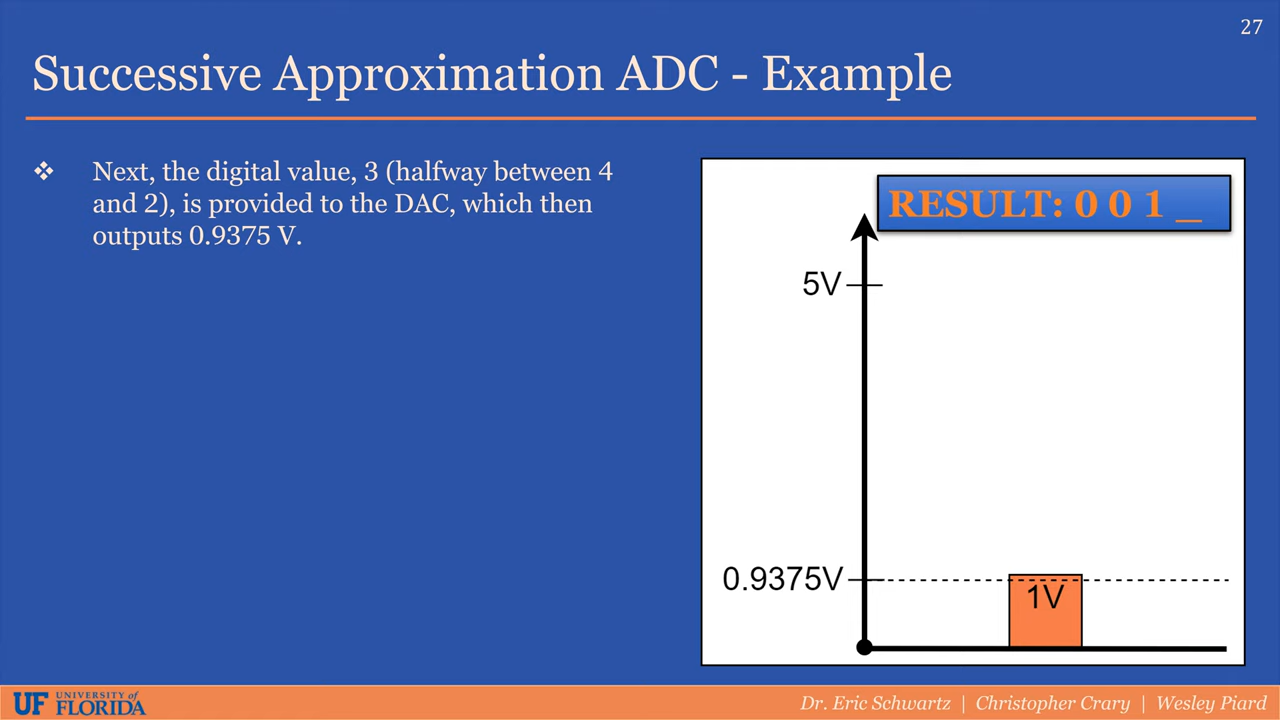 27
Successive Approximation ADC - Example
❖ Next, the digital value, 3 (halfway between 4
and 2), is provided to the DAC, which then
outputs 0.9375 V.
RESULT: 0 0 1 _
5V
0.9375V
1V
UF UNIVERSITY of
FLORIDA
Dr. Eric Schwartz | Christopher Crary | Wesley Piard